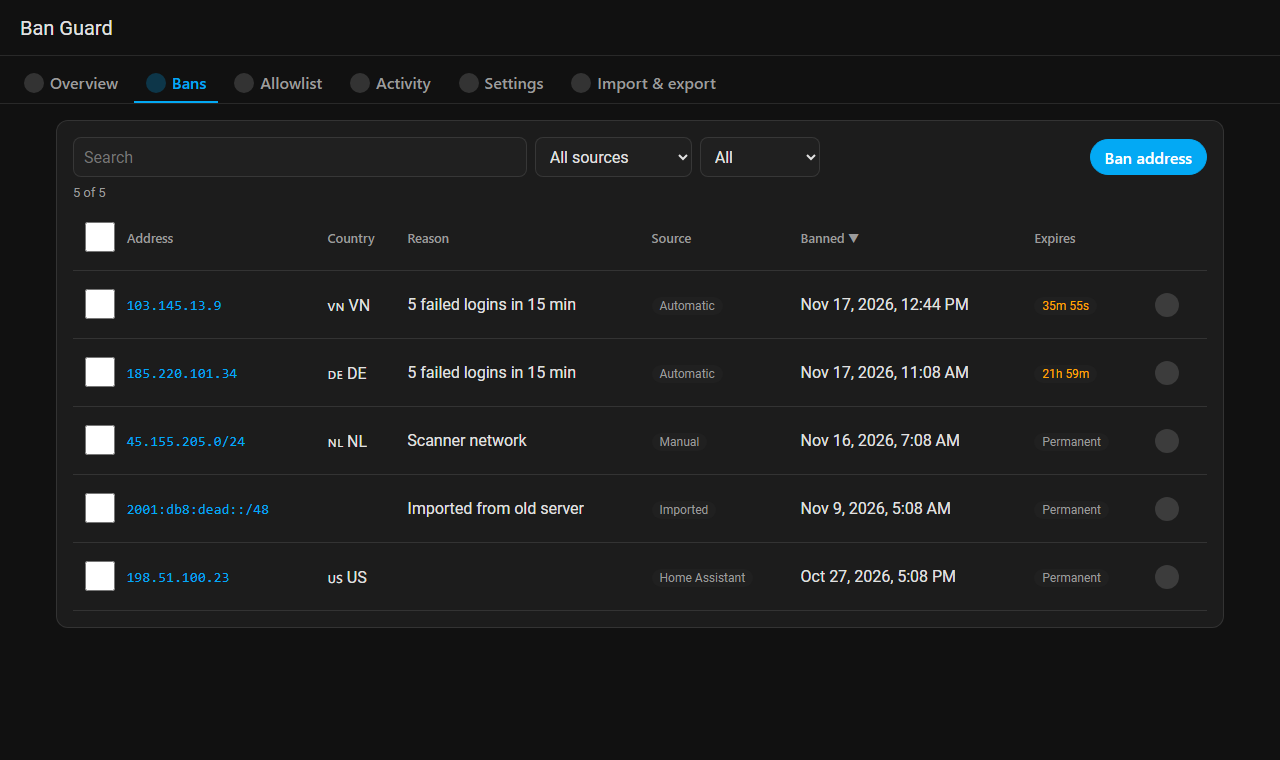 Ban Guard
Overview Bans Allowlist Activity Settings Import & export
Search All sources All Ban address
5 of 5
Address Country Reason Source Banned ▼ Expires
103.145.13.9 VN VN 5 failed logins in 15 min Automatic Nov 17, 2026, 12:44 PM 35m 55s
185.220.101.34 DE DE 5 failed logins in 15 min Automatic Nov 17, 2026, 11:08 AM 21h 59m
45.155.205.0/24 NL NL Scanner network Manual Nov 16, 2026, 7:08 AM Permanent
2001:db8:dead::/48 Imported from old server Imported Nov 9, 2026, 5:08 AM Permanent
198.51.100.23 US US Home Assistant Oct 27, 2026, 5:08 PM Permanent